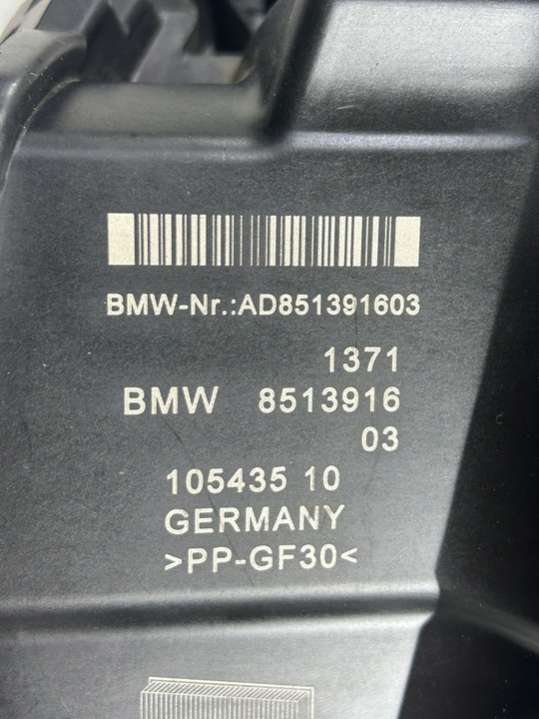 BMW-Nr.:AD851391603
1371
BMW 8513916
03
105435 10
GERMANY
>PP-GF30<